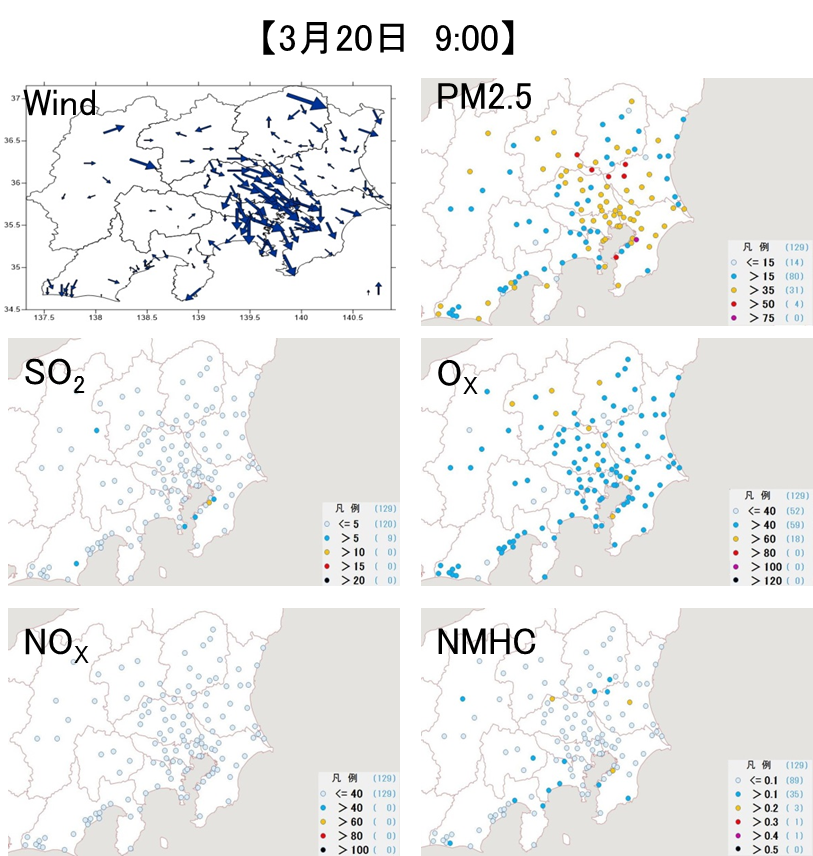 【3月20日 9:00】
Wind
37
36.5
36
35.5
35
34.5
137.5 138 138.5 139 139.5 140 140.5
PM2.5
凡 例 (129)
<= 15 (14)
> 15 (80)
> 35 (31)
> 50 ( 4)
> 75 ( 0)
SO2
凡 例 (129)
<= 5 (120)
> 5 ( 9)
> 10 ( 0)
> 15 ( 0)
> 20 ( 0)
OX
凡 例 (129)
<= 40 (52)
> 40 (59)
> 60 (18)
> 80 ( 0)
> 100 ( 0)
> 120 ( 0)
NOX
凡 例 (129)
<= 40 (129)
> 40 ( 0)
> 60 ( 0)
> 80 ( 0)
> 100 ( 0)
NMHC
凡 例 (129)
<= 0.1 (89)
> 0.1 (35)
> 0.2 ( 3)
> 0.3 ( 1)
> 0.4 ( 1)
> 0.5 ( 0)